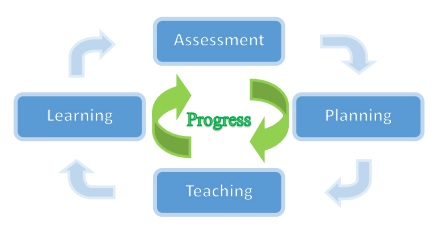 Assessment
Learning
Progress
Planning
Teaching